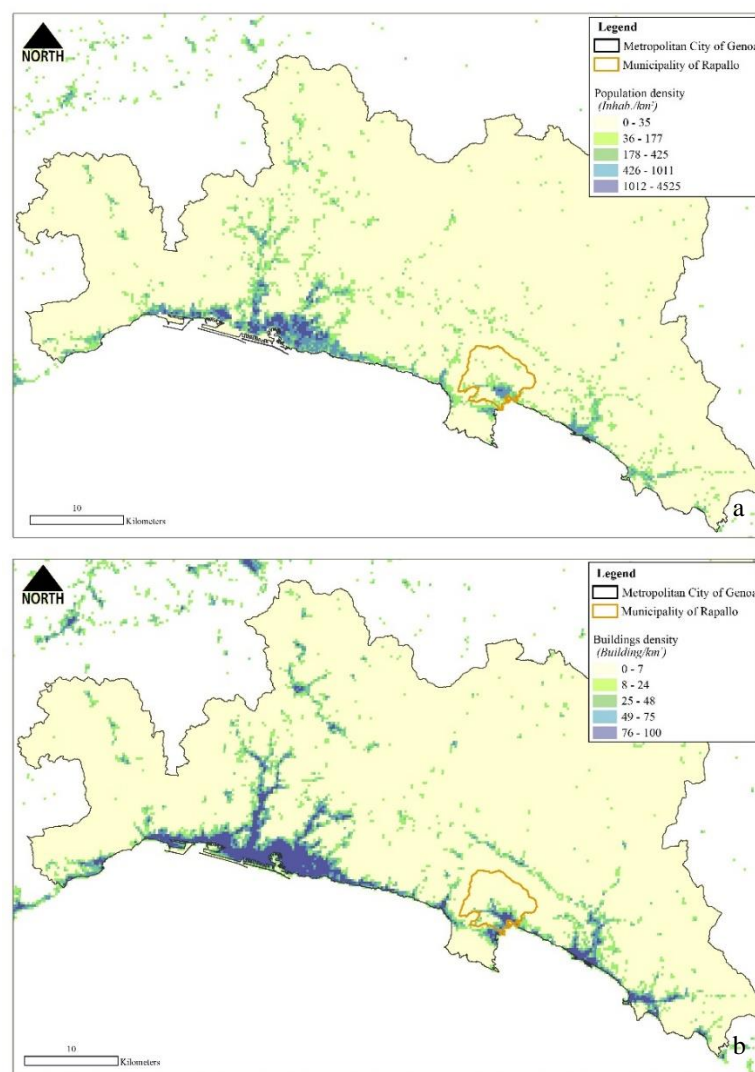 NORTH
Legend
Metropolitan City of Genoa
Municipality of Rapallo
Population density
(Inhab./km²)
0 - 35
36 - 177
178 - 425
426 - 1011
1012 - 4525
10
Kilometers
a
NORTH
Legend
Metropolitan City of Genoa
Municipality of Rapallo
Buildings density
(Building/km²)
0 - 7
8 - 24
25 - 48
49 - 75
76 - 100
10
Kilometers
b